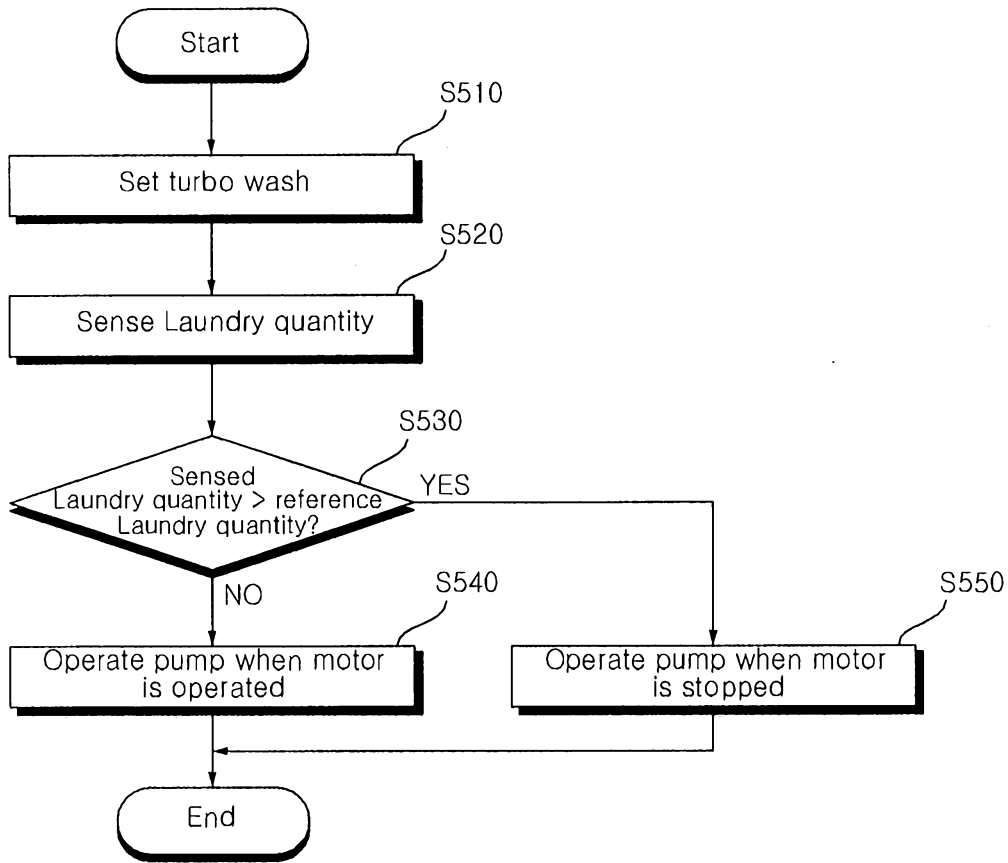 Start
S510
Set turbo wash
S520
Sense Laundry quantity
S530
Sensed
Laundry quantity > reference
Laundry quantity?
YES
NO
S540
Operate pump when motor
is operated
S550
Operate pump when motor
is stopped
End